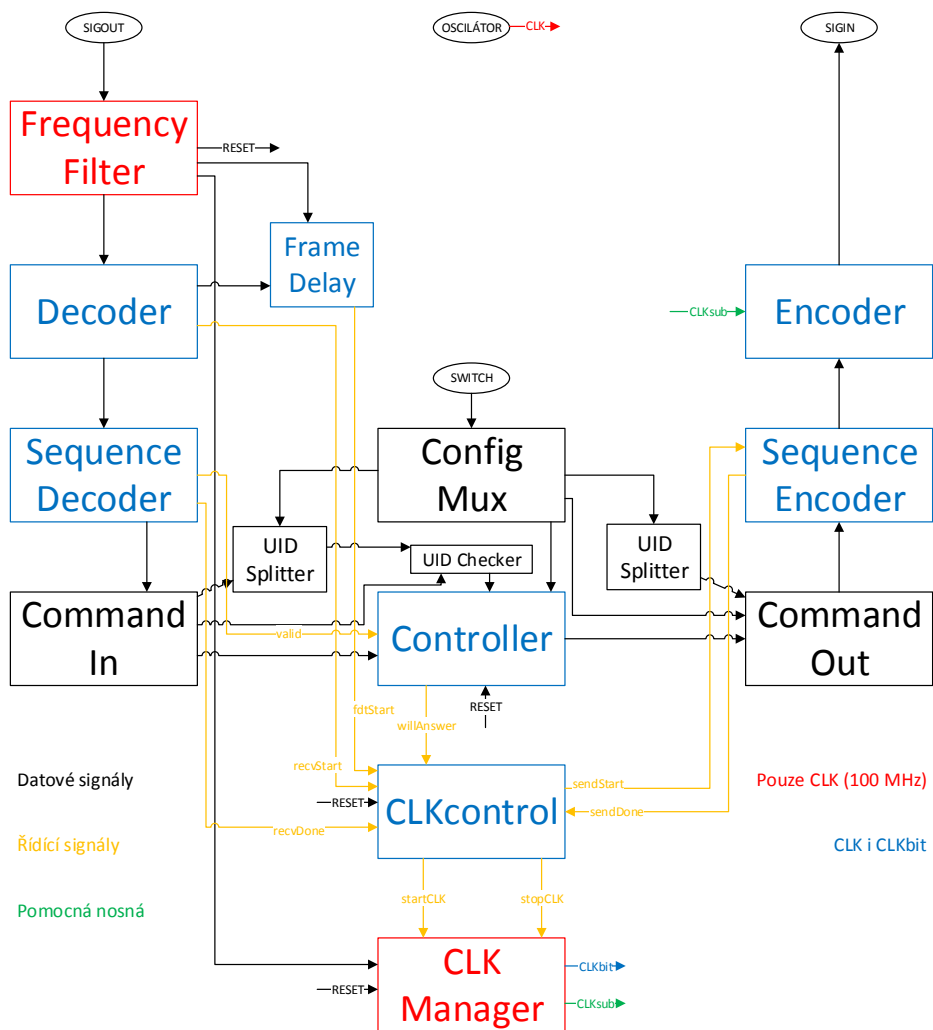 SIGOUT
OSCILÁTOR
CLK
SIGIN
Frequency
Filter
RESET
Frame
Delay
Decoder
CLKsub
Encoder
SWITCH
Sequence
Decoder
Config
Mux
Sequence
Encoder
UID
Splitter
UID Checker
UID
Splitter
Command
In
valid
Controller
Command
Out
RESET
fdtStart
willAnswer
recvStart
Datové signály
Pouze CLK (100 MHz)
RESET
CLKcontrol
sendStart
sendDone
recvDone
Řídící signály
CLK i CLKbit
startCLK
stopCLK
Pomocná nosná
CLK
Manager
RESET
CLKbit
CLKsub